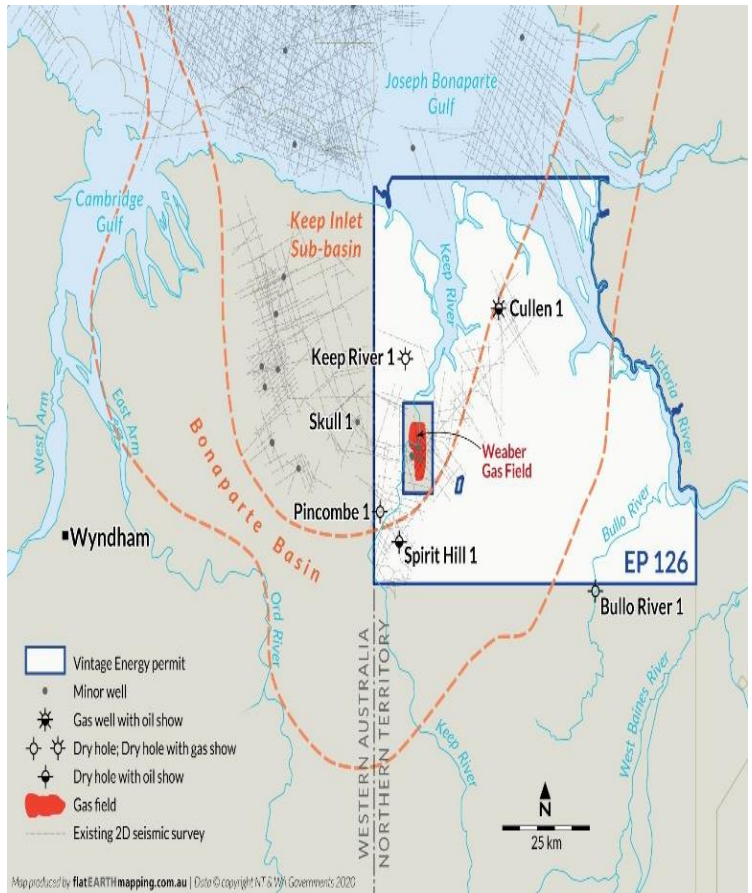 Joseph Bonaparte
Gulf
Cambridge
Gulf
Keep Inlet
Sub-basin
Keep River
Cullen 1
Keep River 1
Victoria River
West Arm
East Arm
Skull 1
Weaber
Gas Field
Bonaparte Basin
Pincombe 1
Bullo River
Wyndham
Spirit Hill 1
EP 126
Bullo River 1
Ord River
WESTERN AUSTRALIA
NORTHERN TERRITORY
Keep River
West Baines River
Vintage Energy permit
Minor well
Gas well with oil show
Dry hole; Dry hole with gas show
Dry hole with oil show
Gas field
Existing 2D seismic survey
N
25 km
Map produced by flatEARTHmapping.com.au | Data © copyright NT & WA Governments 2020